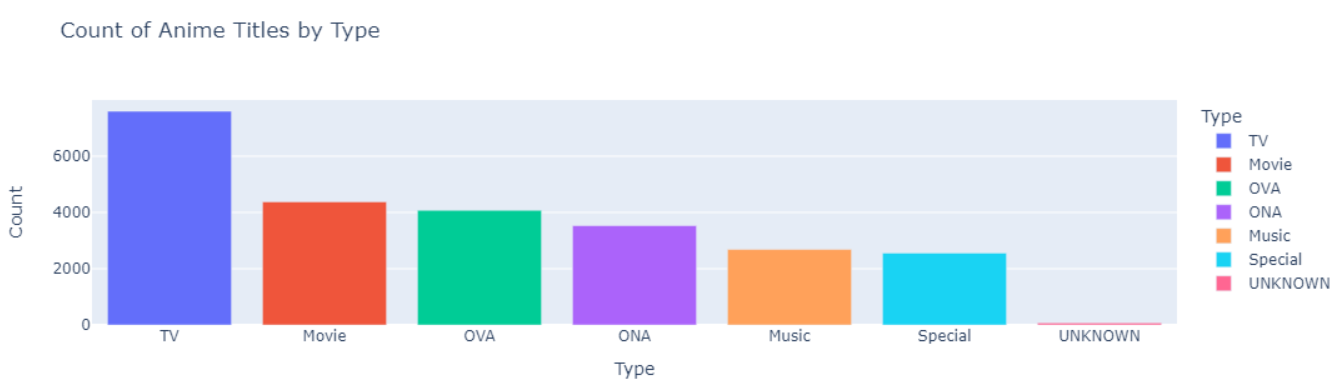 Count of Anime Titles by Type
Count
6000
4000
2000
0
TV Movie OVA ONA Music Special UNKNOWN
Type
Type
TV
Movie
OVA
ONA
Music
Special
UNKNOWN